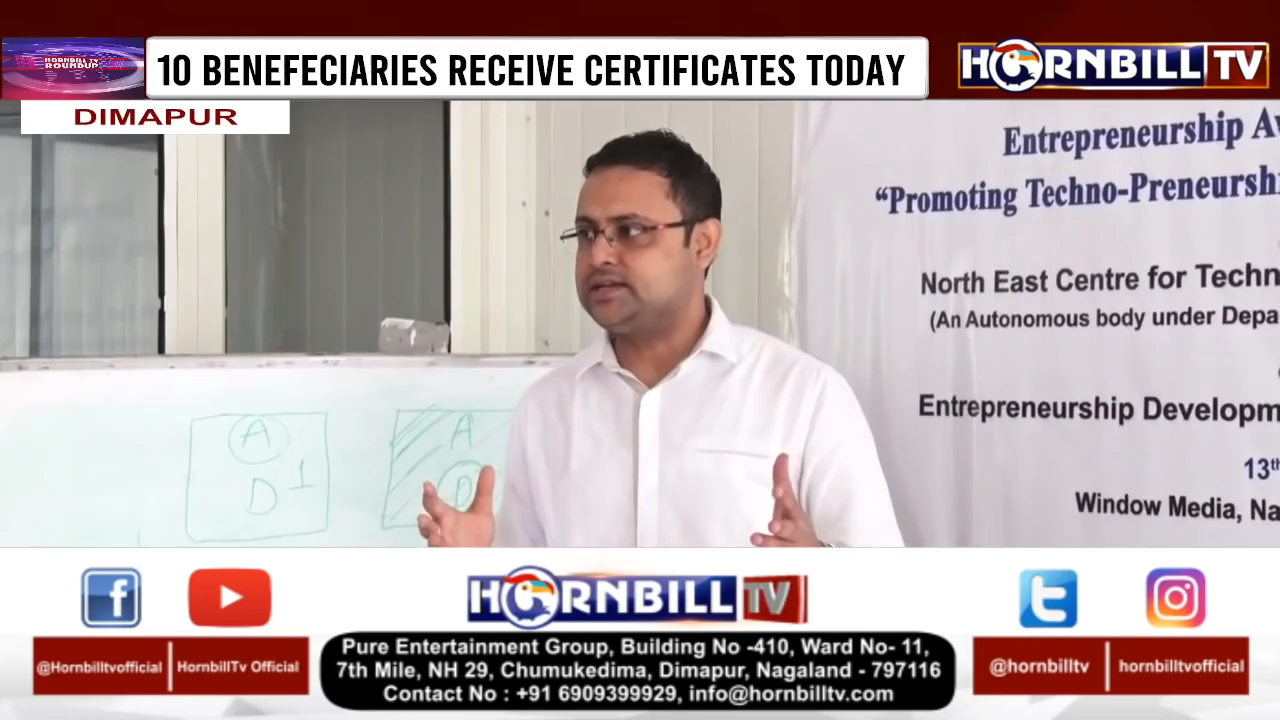 HORNBILL TV
ROUNDUP
10 BENEFECIARIES RECEIVE CERTIFICATES TODAY
HORNBILL TV
DIMAPUR
Entrepreneurship A
“Promoting Techno-Preneurshi
North East Centre for Techn
(An Autonomous body under Depa
Entrepreneurship Developm
13th
Window Media, Na
A
D
1
A
D
HORNBILL TV
@Hornbilltvofficial
HornbillTv Official
Pure Entertainment Group, Building No -410, Ward No- 11,
7th Mile, NH 29, Chumukedima, Dimapur, Nagaland - 797116
Contact No : +91 6909399929, info@hornbilltv.com
@hornbilltv
hornbilltvofficial